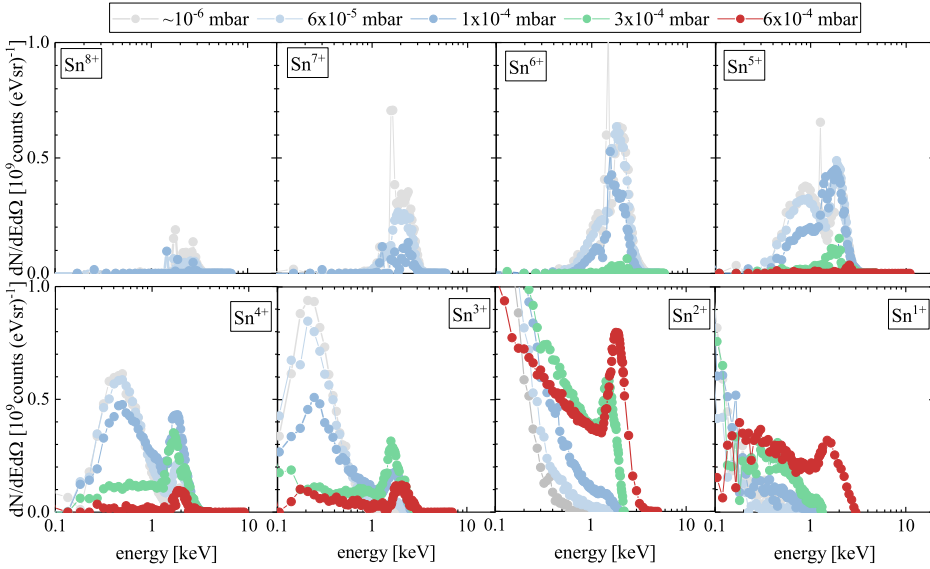 ~10⁻⁶ mbar 6x10⁻⁵ mbar 1x10⁻⁴ mbar 3x10⁻⁴ mbar 6x10⁻⁴ mbar
dN/dEdΩ [10⁹counts (eVsr)⁻¹]
1.0
0.5
0.0
Sn⁸⁺ Sn⁷⁺ Sn⁶⁺ Sn⁵⁺
dN/dEdΩ [10⁹counts (eVsr)⁻¹]
1.0
0.5
0.0
Sn⁴⁺ Sn³⁺ Sn²⁺ Sn¹⁺
0.1 1 10 0.1 1 10 0.1 1 10 0.1 1 10
energy [keV] energy [keV] energy [keV] energy [keV]